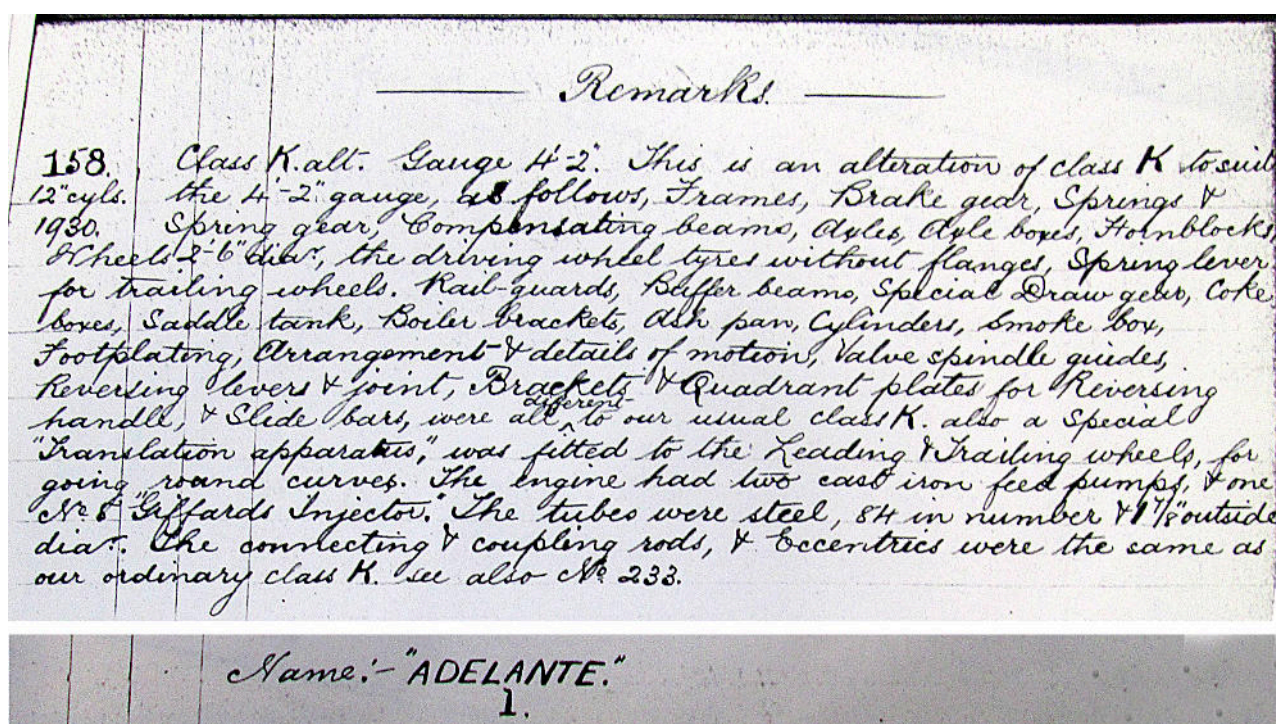 Remarks.
158. Class K. alt. Gauge 4'-2". This is an alteration of class K to suit
12" cyls. the 4'-2" gauge, as follows, Frames, Brake gear, Springs &
1930. Spring gear, Compensating beams, Axles, Axle boxes, Hornblocks,
Wheels 2'-6" diar., the driving wheel tyres without flanges, Spring lever
for trailing wheels. Rail-guards, Buffer beams, Special Draw gear, Coke
boxes, Saddle tank, Boiler brackets, Ash pan, Cylinders, Smoke box,
Footplating, Arrangement & details of motion, Valve spindle guides,
Reversing levers & joint, Brackets & Quadrant plates for Reversing
handle, & Slide bars, were all different to our usual class K. also a Special
"Translation apparatus," was fitted to the Leading & Trailing wheels, for
going round curves. The engine had two cast iron feed pumps, & one
No. "Giffards Injector." The tubes were steel, 84 in number & 1 7/8" outside
diar. The connecting & coupling rods, & Eccentrics were the same as
our ordinary class K. see also No. 233.
Name:- "ADELANTE."
1.